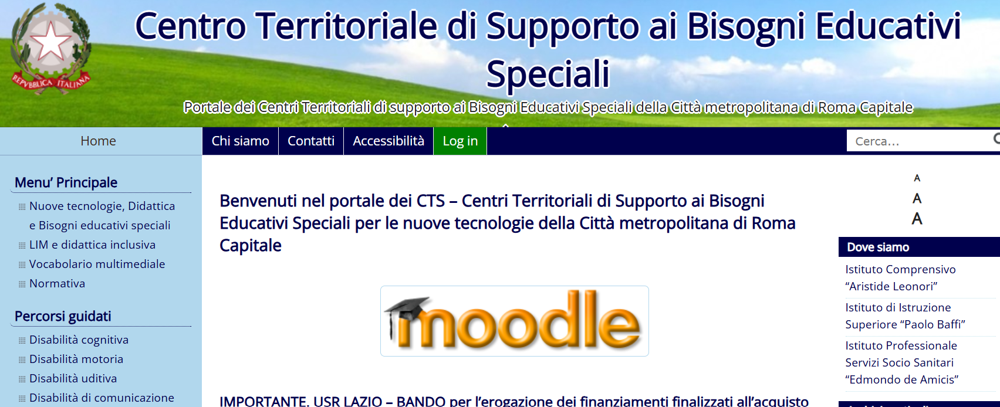 REPVBBLICA ITALIANA
Centro Territoriale di Supporto ai Bisogni Educativi
Speciali
Portale dei Centri Territoriali di supporto ai Bisogni Educativi Speciali della Città metropolitana di Roma Capitale
Home
Chi siamo
Contatti
Accessibilità
Log in
Cerca...
Menu’ Principale
Nuove tecnologie, Didattica
e Bisogni educativi speciali
LIM e didattica inclusiva
Vocabolario multimediale
Normativa
Percorsi guidati
Disabilità cognitiva
Disabilità motoria
Disabilità uditiva
Disabilità di comunicazione
Benvenuti nel portale dei CTS – Centri Territoriali di Supporto ai Bisogni
Educativi Speciali per le nuove tecnologie della Città metropolitana di Roma
Capitale
moodle
IMPORTANTE. USR LAZIO – BANDO per l’erogazione dei finanziamenti finalizzati all’acquisto
A
A
A
Dove siamo
Istituto Comprensivo
“Aristide Leonori”
Istituto di Istruzione
Superiore “Paolo Baffi”
Istituto Professionale
Servizi Socio Sanitari
“Edmondo de Amicis”